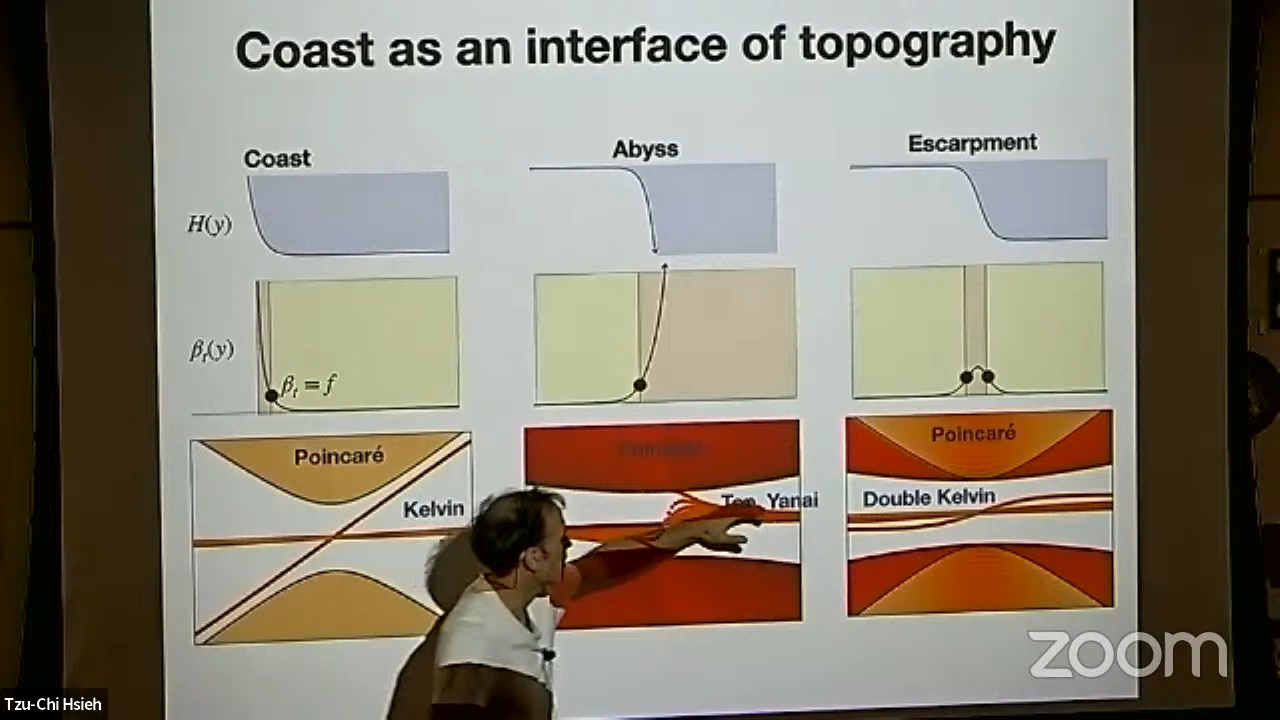 Coast as an interface of topography
Coast
Abyss
Escarpment
H(y)
βₜ(y)
βₜ = f
Poincaré
Kelvin
Yanai
Poincaré
Double Kelvin
zoom
Tzu-Chi Hsieh